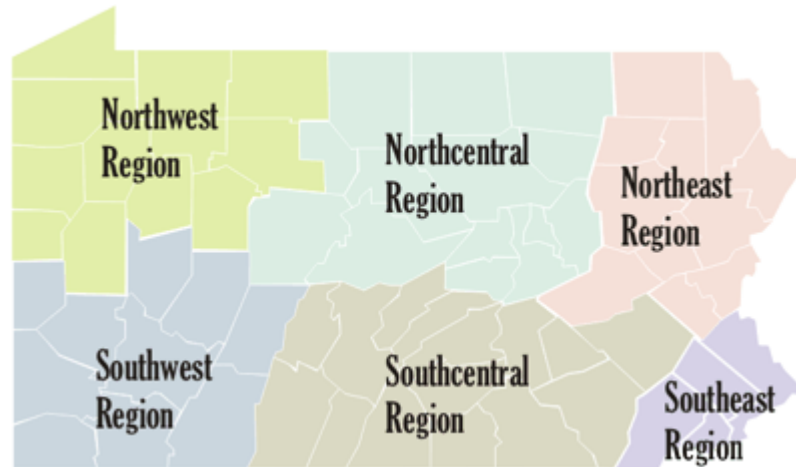 Northwest
Region
Northcentral
Region
Northeast
Region
Southwest
Region
Southcentral
Region
Southeast
Region